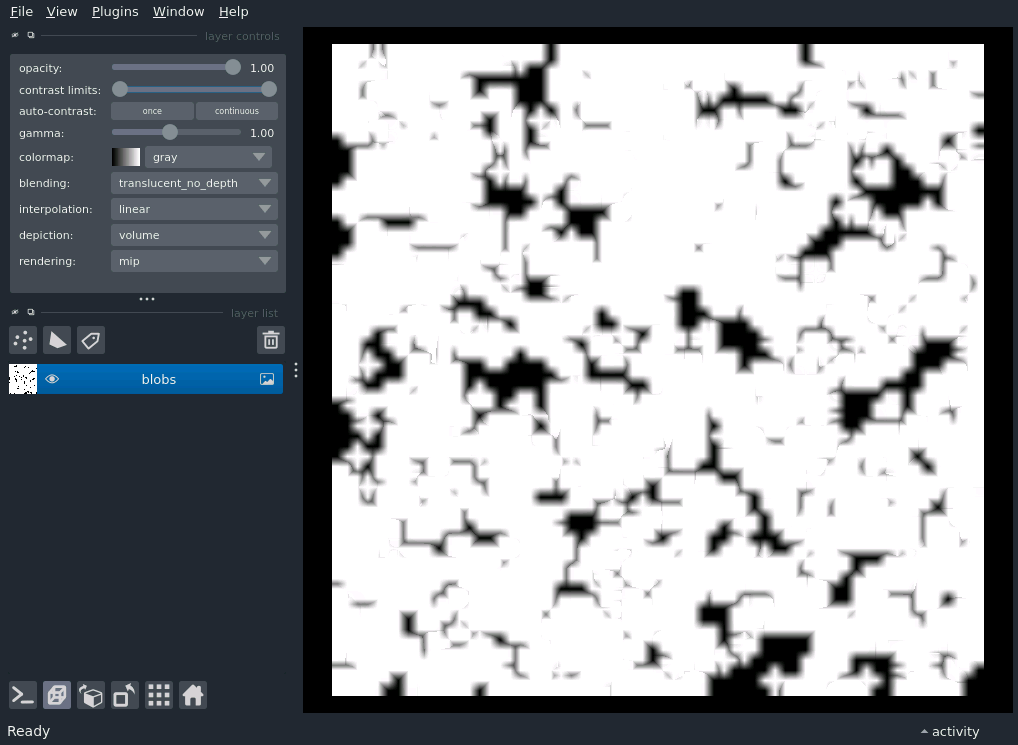 File View Plugins Window Help
layer controls
opacity: 1.00
contrast limits:
auto-contrast: once continuous
gamma: 1.00
colormap: gray
blending: translucent_no_depth
interpolation: linear
depiction: volume
rendering: mip
layer list
blobs
Ready activity